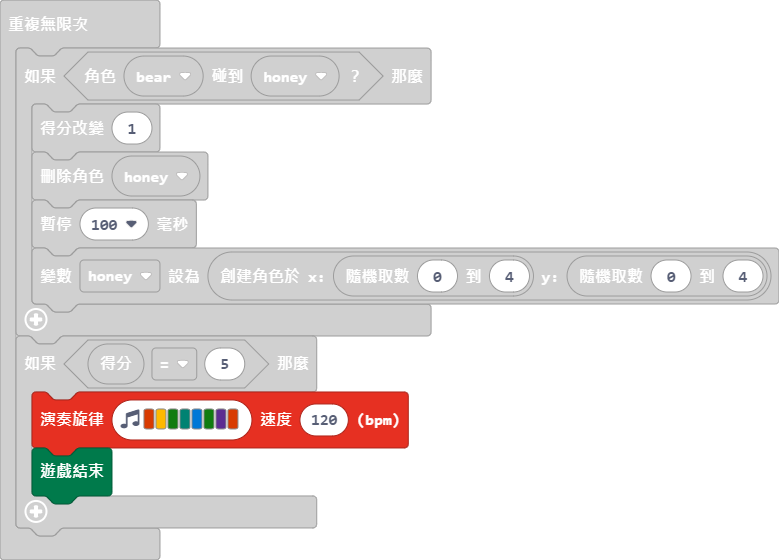 重複無限次
如果 角色 bear 碰到 honey ? 那麼
得分改變 1
刪除角色 honey
暫停 100 毫秒
變數 honey 設為 創建角色於 x: 隨機取數 0 到 4 y: 隨機取數 0 到 4
如果 得分 = 5 那麼
演奏旋律 速度 120 (bpm)
遊戲結束